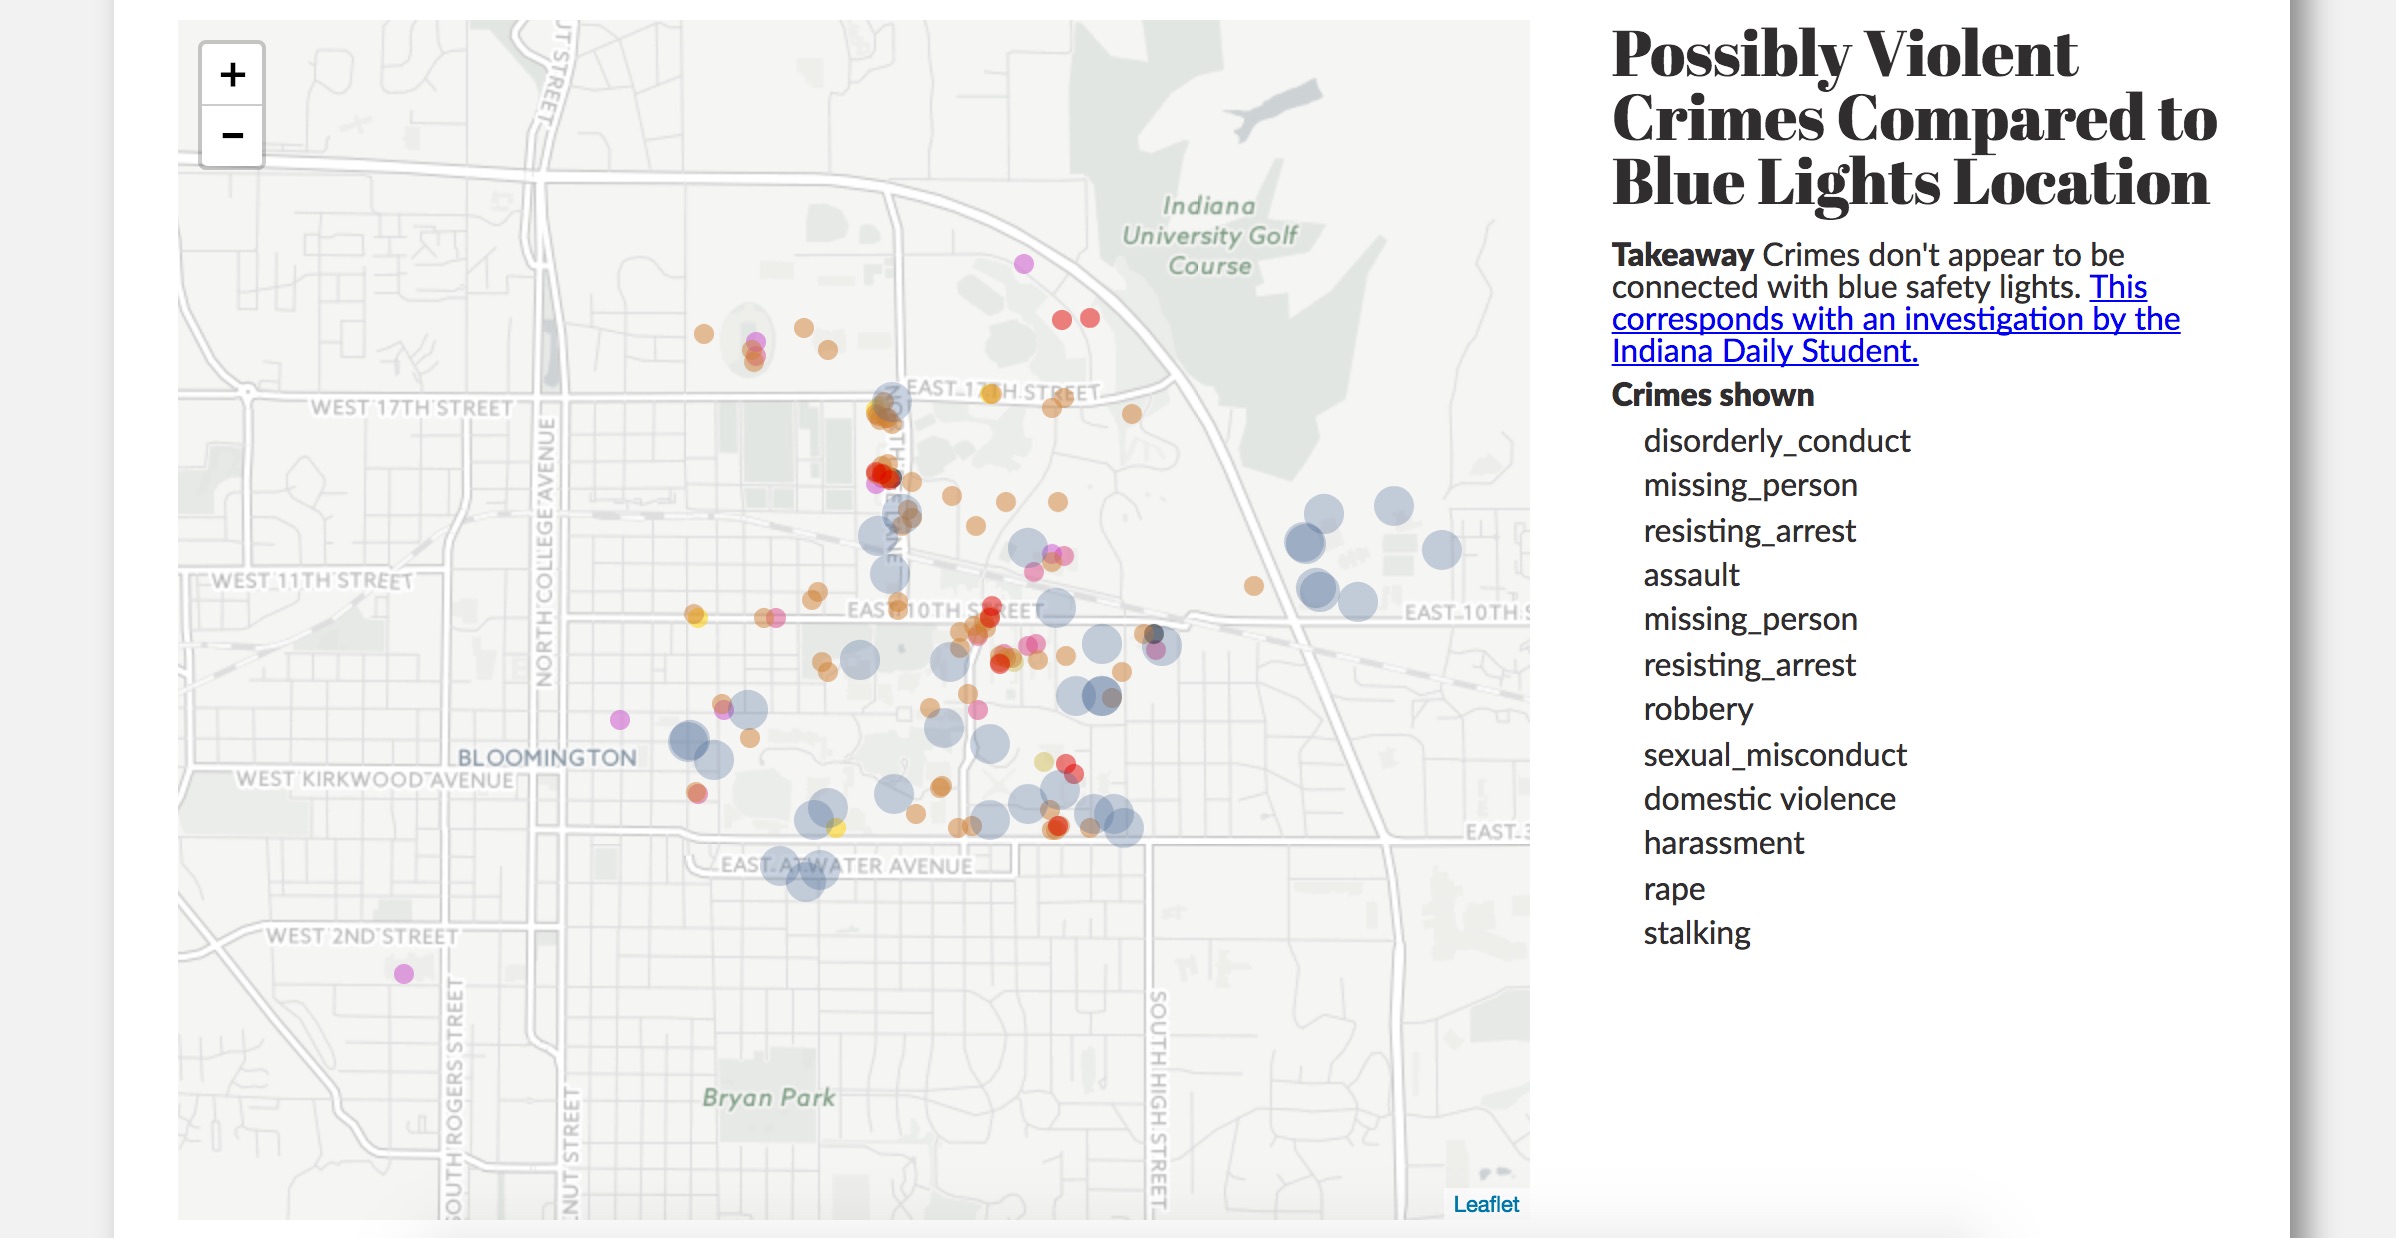 +
−
UT STREET
Indiana
University Golf
Course
EAST 17TH STREET
WEST 17TH STREET
NORTH COLLEGE AVENUE
WEST 11TH STREET
EAST 10TH STREET
EAST 10TH S
BLOOMINGTON
WEST KIRKWOOD AVENUE
EAST 3
EAST ATWATER AVENUE
WEST 2ND STREET
SOUTH ROGERS STREET
NUT STREET
SOUTH HIGH STREET
Bryan Park
Leaflet
Possibly Violent
Crimes Compared to
Blue Lights Location
Takeaway Crimes don't appear to be
connected with blue safety lights. This
corresponds with an investigation by the
Indiana Daily Student.
Crimes shown
disorderly_conduct
missing_person
resisting_arrest
assault
missing_person
resisting_arrest
robbery
sexual_misconduct
domestic violence
harassment
rape
stalking